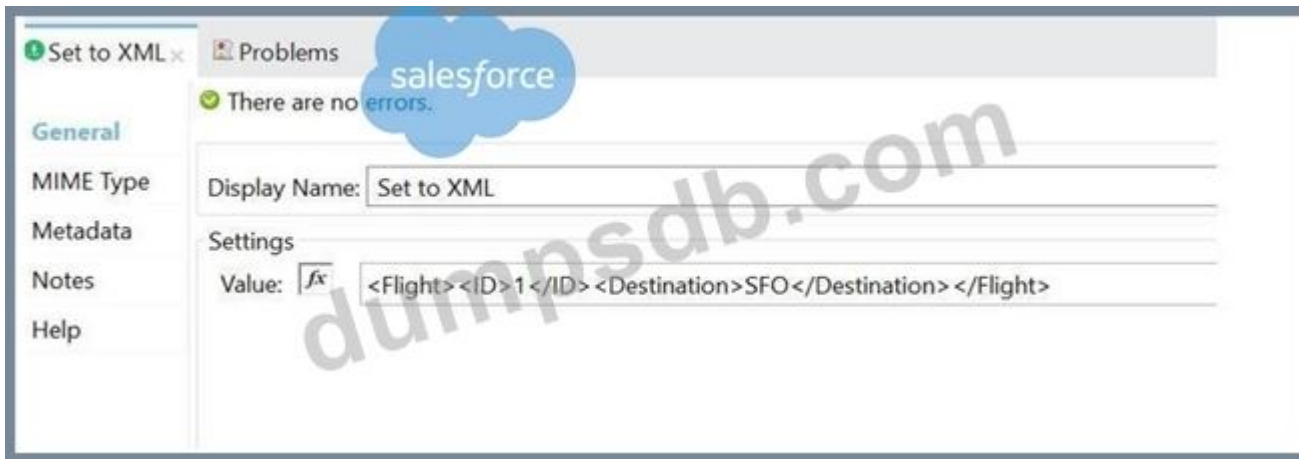 Set to XML
Problems
salesforce
There are no errors.
General
MIME Type
Display Name: Set to XML
Metadata
Settings
Notes
Value: fx <Flight><ID>1</ID><Destination>SFO</Destination></Flight>
Help
dumpsdb.com